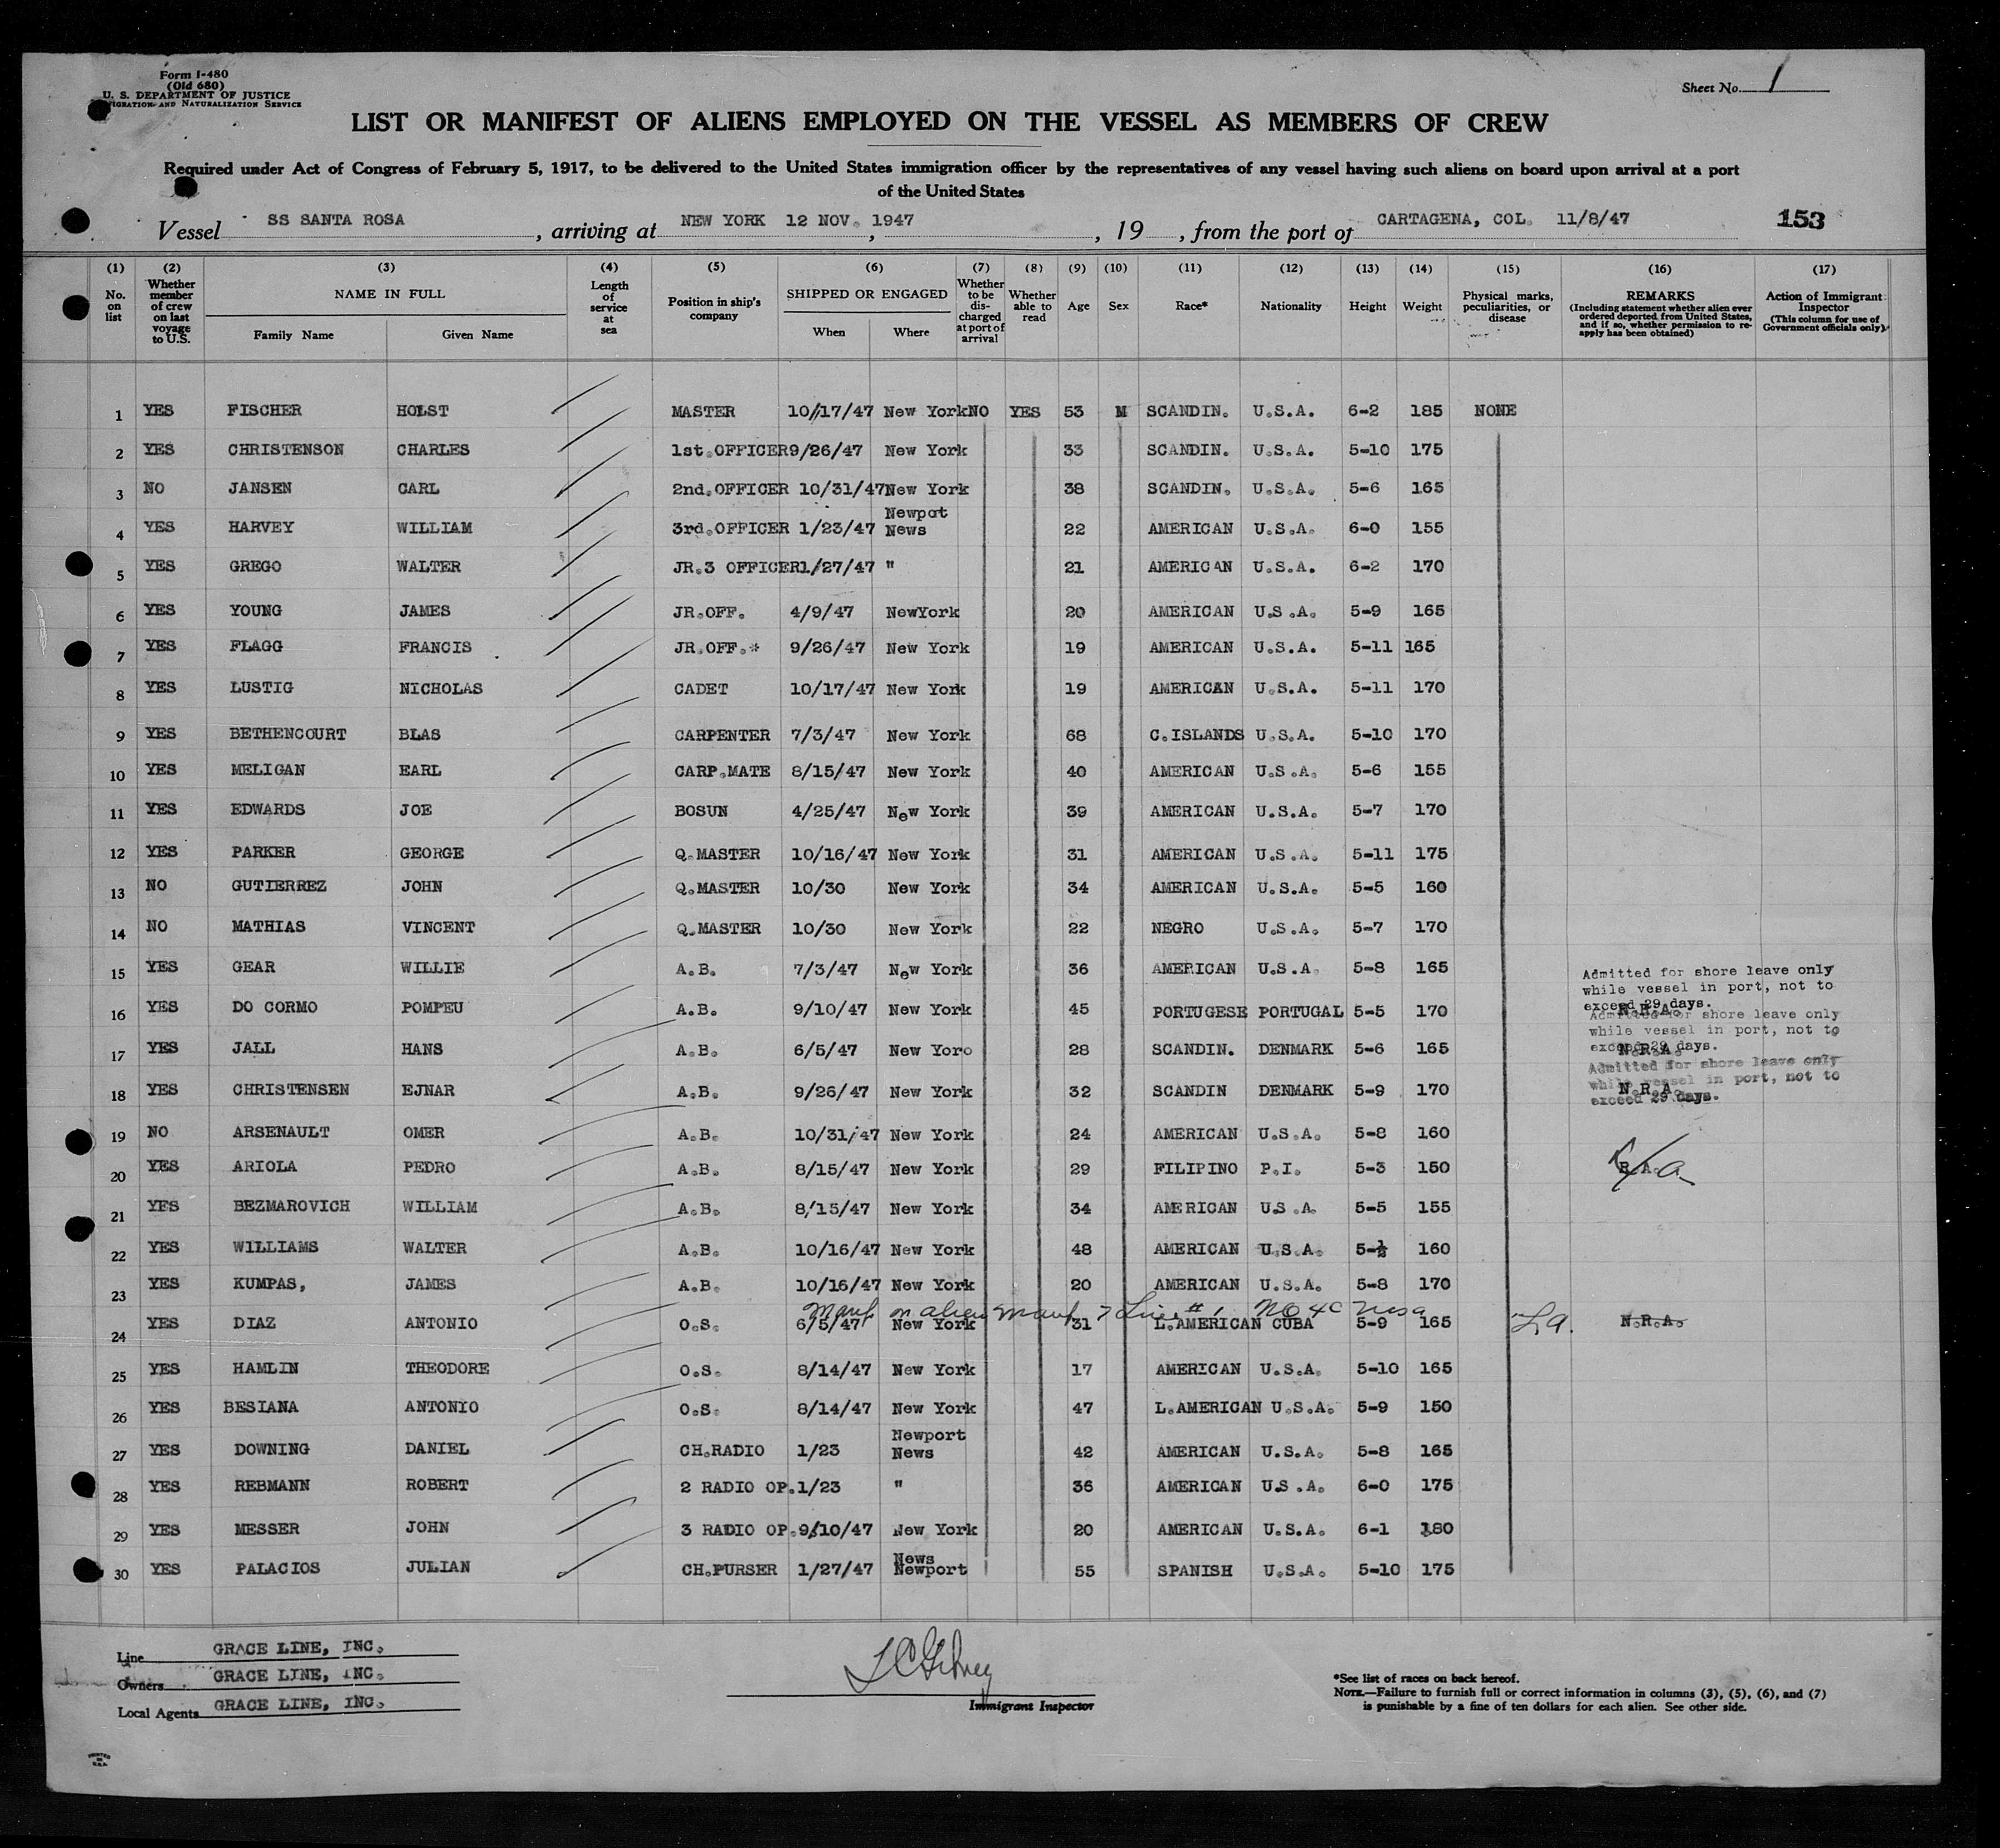 Form I-480
(Old 680)
U. S. DEPARTMENT OF JUSTICE
IGRATION AND NATURALIZATION SERVICE
Sheet No. 1
LIST OR MANIFEST OF ALIENS EMPLOYED ON THE VESSEL AS MEMBERS OF CREW
Required under Act of Congress of February 5, 1917, to be delivered to the United States immigration officer by the representatives of any vessel having such aliens on board upon arrival at a port
of the United States
Vessel SS SANTA ROSA, arriving at NEW YORK 12 NOV. 1947, , 19 , from the port of CARTAGENA, COL. 11/8/47 153
(1) No. on list
(2) Whether member of crew on last voyage to U.S.
(3) NAME IN FULL Family Name Given Name
(4) Length of service at sea
(5) Position in ship's company
(6) SHIPPED OR ENGAGED When Where
(7) Whether to be discharged at port of arrival
(8) Whether able to read
(9) Age
(10) Sex
(11) Race*
(12) Nationality
(13) Height
(14) Weight
(15) Physical marks, peculiarities, or disease
(16) REMARKS (Including statement whether alien ever ordered deported from United States, and if so, whether permission to reapply has been obtained)
(17) Action of Immigrant Inspector (This column for use of Government officials only)
1 YES FISCHER HOLST MASTER 10/17/47 New York NO YES 53 M SCANDIN. U.S.A. 6-2 185 NONE
2 YES CHRISTENSON CHARLES 1st.OFFICER 9/26/47 New York 33 SCANDIN. U.S.A. 5-10 175
3 NO JANSEN CARL 2nd.OFFICER 10/31/47 New York 38 SCANDIN. U.S.A. 5-6 165
4 YES HARVEY WILLIAM 3rd.OFFICER 1/23/47 Newpot News 22 AMERICAN U.S.A. 6-0 155
5 YES GREGO WALTER JR.3 OFFICER 1/27/47 " 21 AMERICAN U.S.A. 6-2 170
6 YES YOUNG JAMES JR.OFF. 4/9/47 NewYork 20 AMERICAN U.S.A. 5-9 165
7 YES FLAGG FRANCIS JR.OFF.* 9/26/47 New York 19 AMERICAN U.S.A. 5-11 165
8 YES LUSTIG NICHOLAS CADET 10/17/47 New York 19 AMERICAN U.S.A. 5-11 170
9 YES BETHENCOURT BLAS CARPENTER 7/3/47 New York 68 C.ISLANDS U.S.A. 5-10 170
10 YES MELIGAN EARL CARP.MATE 8/15/47 New York 40 AMERICAN U.S.A. 5-6 155
11 YES EDWARDS JOE BOSUN 4/25/47 New York 39 AMERICAN U.S.A. 5-7 170
12 YES PARKER GEORGE Q.MASTER 10/16/47 New York 31 AMERICAN U.S.A. 5-11 175
13 NO GUTIERREZ JOHN Q.MASTER 10/30 New York 34 AMERICAN U.S.A. 5-5 160
14 NO MATHIAS VINCENT Q.MASTER 10/30 New York 22 NEGRO U.S.A. 5-7 170
15 YES GEAR WILLIE A.B. 7/3/47 New York 36 AMERICAN U.S.A. 5-8 165
Admitted for shore leave only
while vessel in port, not to
exceed 29 days.
16 YES DO CORMO POMPEU A.B. 9/10/47 New York 45 PORTUGESE PORTUGAL 5-5 170 N.R.A.
Admitted for shore leave only
while vessel in port, not to
exceed 29 days.
17 YES JALL HANS A.B. 6/5/47 New Yoro 28 SCANDIN. DENMARK 5-6 165 N.R.A.
Admitted for shore leave only
while vessel in port, not to
exceed 29 days.
18 YES CHRISTENSEN EJNAR A.B. 9/26/47 New York 32 SCANDIN DENMARK 5-9 170 N.R.A.
19 NO ARSENAULT OMER A.B. 10/31/47 New York 24 AMERICAN U.S.A. 5-8 160
20 YES ARIOLA PEDRO A.B. 8/15/47 New York 29 FILIPINO P.I. 5-3 150 R.A.
21 YES BEZMAROVICH WILLIAM A.B. 8/15/47 New York 34 AMERICAN U.S.A 5-5 155
22 YES WILLIAMS WALTER A.B. 10/16/47 New York 48 AMERICAN U.S.A. 5-½ 160
23 YES KUMPAS, JAMES A.B. 10/16/47 New York 20 AMERICAN U.S.A. 5-8 170
Manf on alien Manf 7 Line #1 NO 4C visa
24 YES DIAZ ANTONIO O.S. 6/5/47 New York 31 L.AMERICAN CUBA 5-9 165 N.R.A.
25 YES HAMLIN THEODORE O.S. 8/14/47 New York 17 AMERICAN U.S.A. 5-10 165
26 YES BESIANA ANTONIO O.S. 8/14/47 New York 47 L.AMERICAN U.S.A. 5-9 150
27 YES DOWNING DANIEL CH.RADIO 1/23 Newport News 42 AMERICAN U.S.A. 5-8 165
28 YES REBMANN ROBERT 2 RADIO OP. 1/23 " 36 AMERICAN U.S.A. 6-0 175
29 YES MESSER JOHN 3 RADIO OP. 9/10/47 New York 20 AMERICAN U.S.A. 6-1 180
30 YES PALACIOS JULIAN CH.PURSER 1/27/47 News Newport 55 SPANISH U.S.A. 5-10 175
Line GRACE LINE, INC.
Owners GRACE LINE, INC.
Local Agents GRACE LINE, INC.
Immigrant Inspector
*See list of races on back hereof.
NOTE.—Failure to furnish full or correct information in columns (3), (5), (6), and (7)
is punishable by a fine of ten dollars for each alien. See other side.
PRINTED
IN
U.S.A.